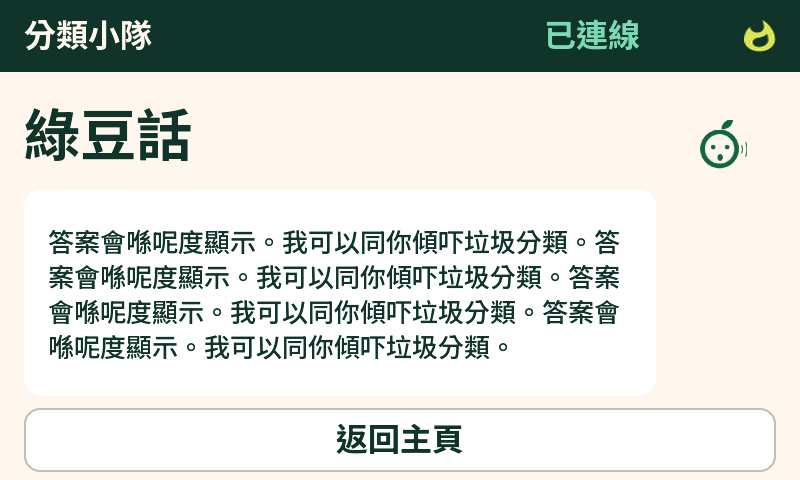 分類小隊
已連線
綠豆話
答案會喺呢度顯示。我可以同你傾吓垃圾分類。答
案會喺呢度顯示。我可以同你傾吓垃圾分類。答案
會喺呢度顯示。我可以同你傾吓垃圾分類。答案會
喺呢度顯示。我可以同你傾吓垃圾分類。
返回主頁